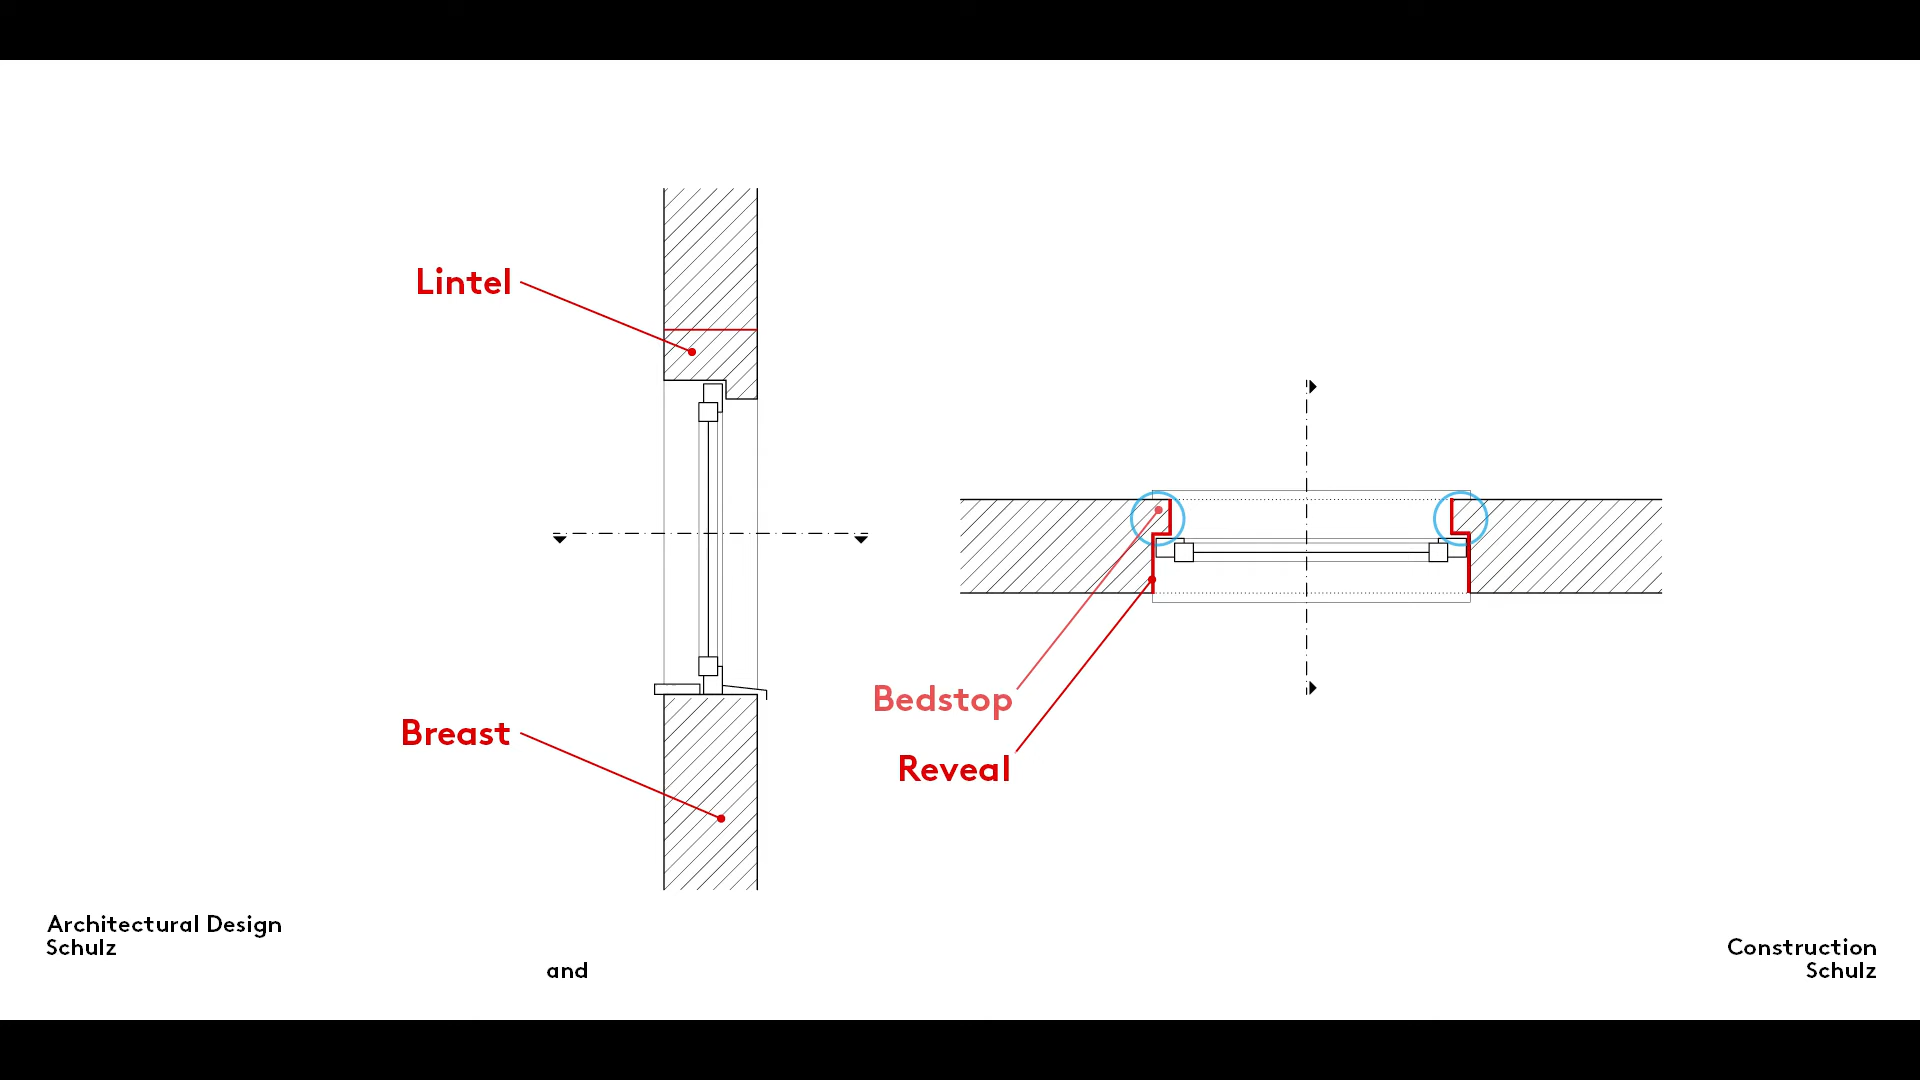 Lintel
Breast
Bedstop
Reveal
Architectural Design
Schulz
and
Construction
Schulz